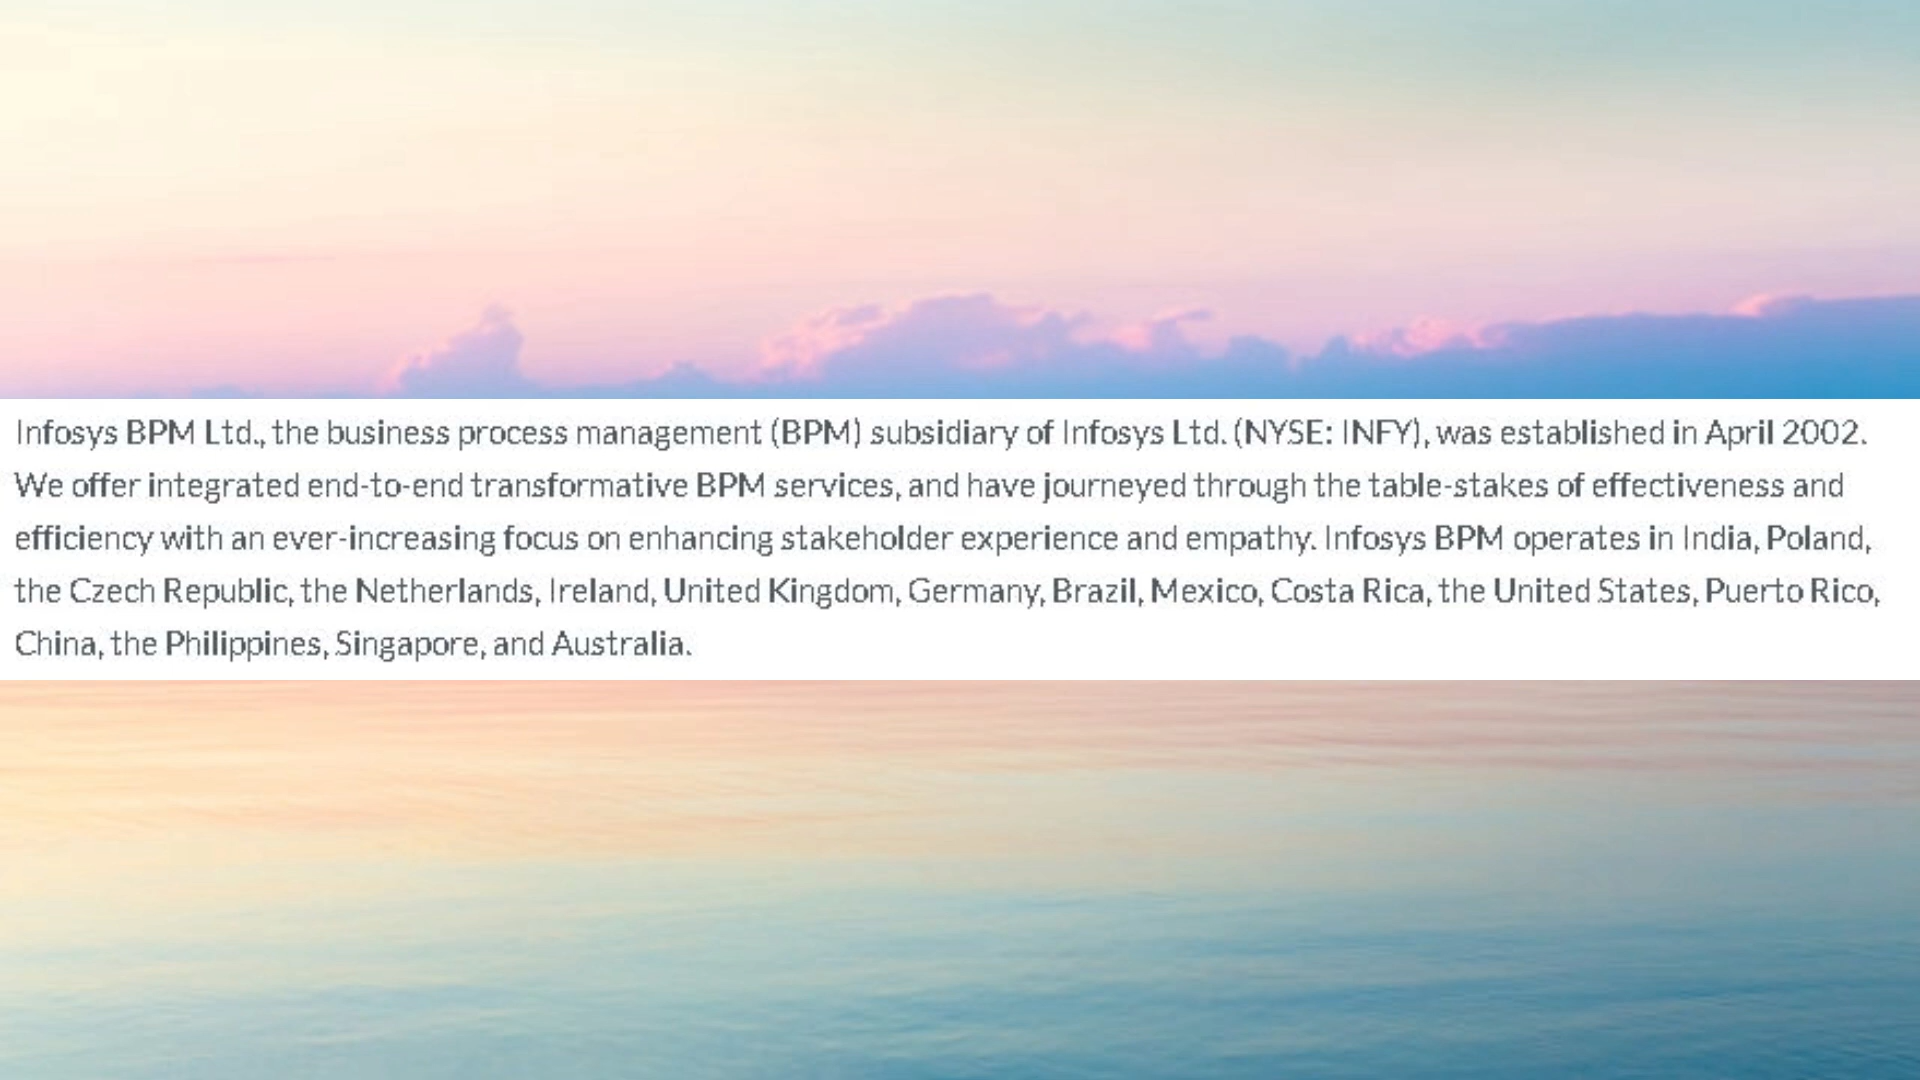 Infosys BPM Ltd., the business process management (BPM) subsidiary of Infosys Ltd. (NYSE: INFY), was established in April 2002.
We offer integrated end-to-end transformative BPM services, and have journeyed through the table-stakes of effectiveness and
efficiency with an ever-increasing focus on enhancing stakeholder experience and empathy. Infosys BPM operates in India, Poland,
the Czech Republic, the Netherlands, Ireland, United Kingdom, Germany, Brazil, Mexico, Costa Rica, the United States, Puerto Rico,
China, the Philippines, Singapore, and Australia.